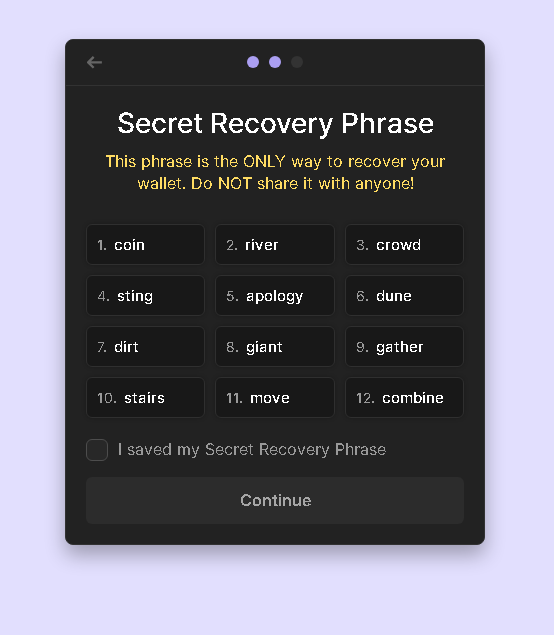 Secret Recovery Phrase
This phrase is the ONLY way to recover your
wallet. Do NOT share it with anyone!
1. coin 2. river 3. crowd
4. sting 5. apology 6. dune
7. dirt 8. giant 9. gather
10. stairs 11. move 12. combine
I saved my Secret Recovery Phrase
Continue